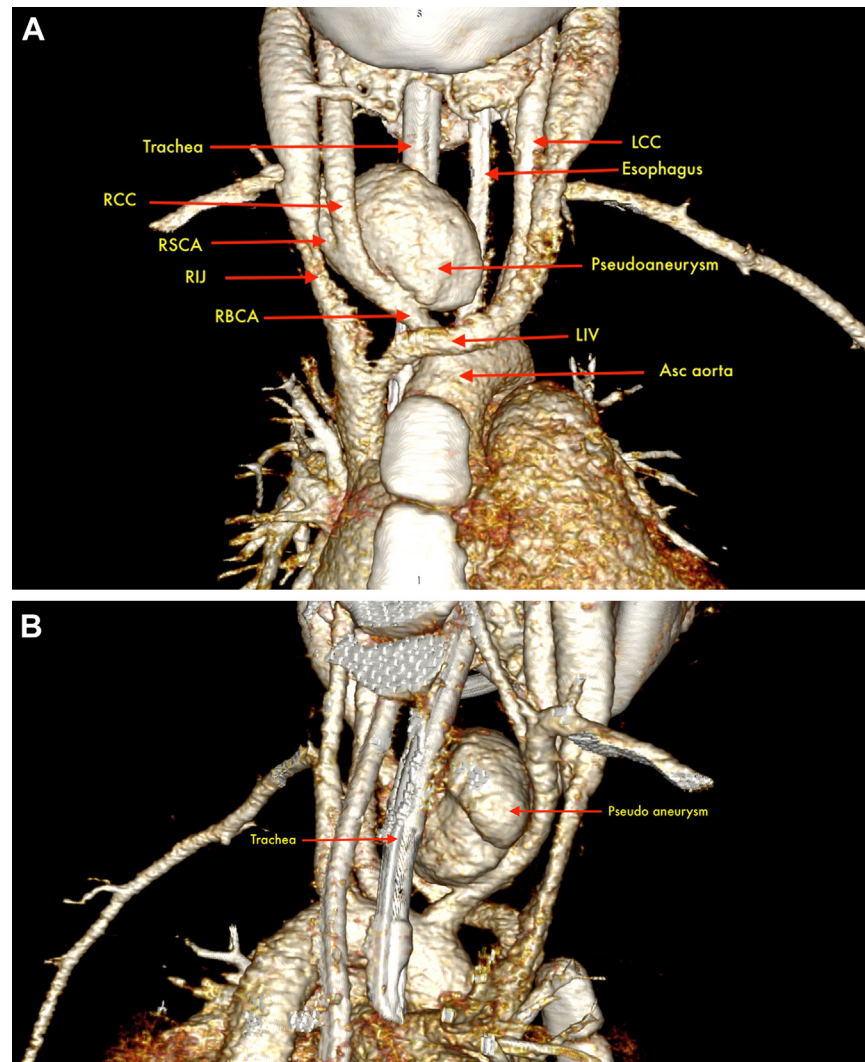 A
S
Trachea
LCC
Esophagus
RCC
RSCA
Pseudoaneurysm
RIJ
RBCA
LIV
Asc aorta
I
B
Pseudo aneurysm
Trachea